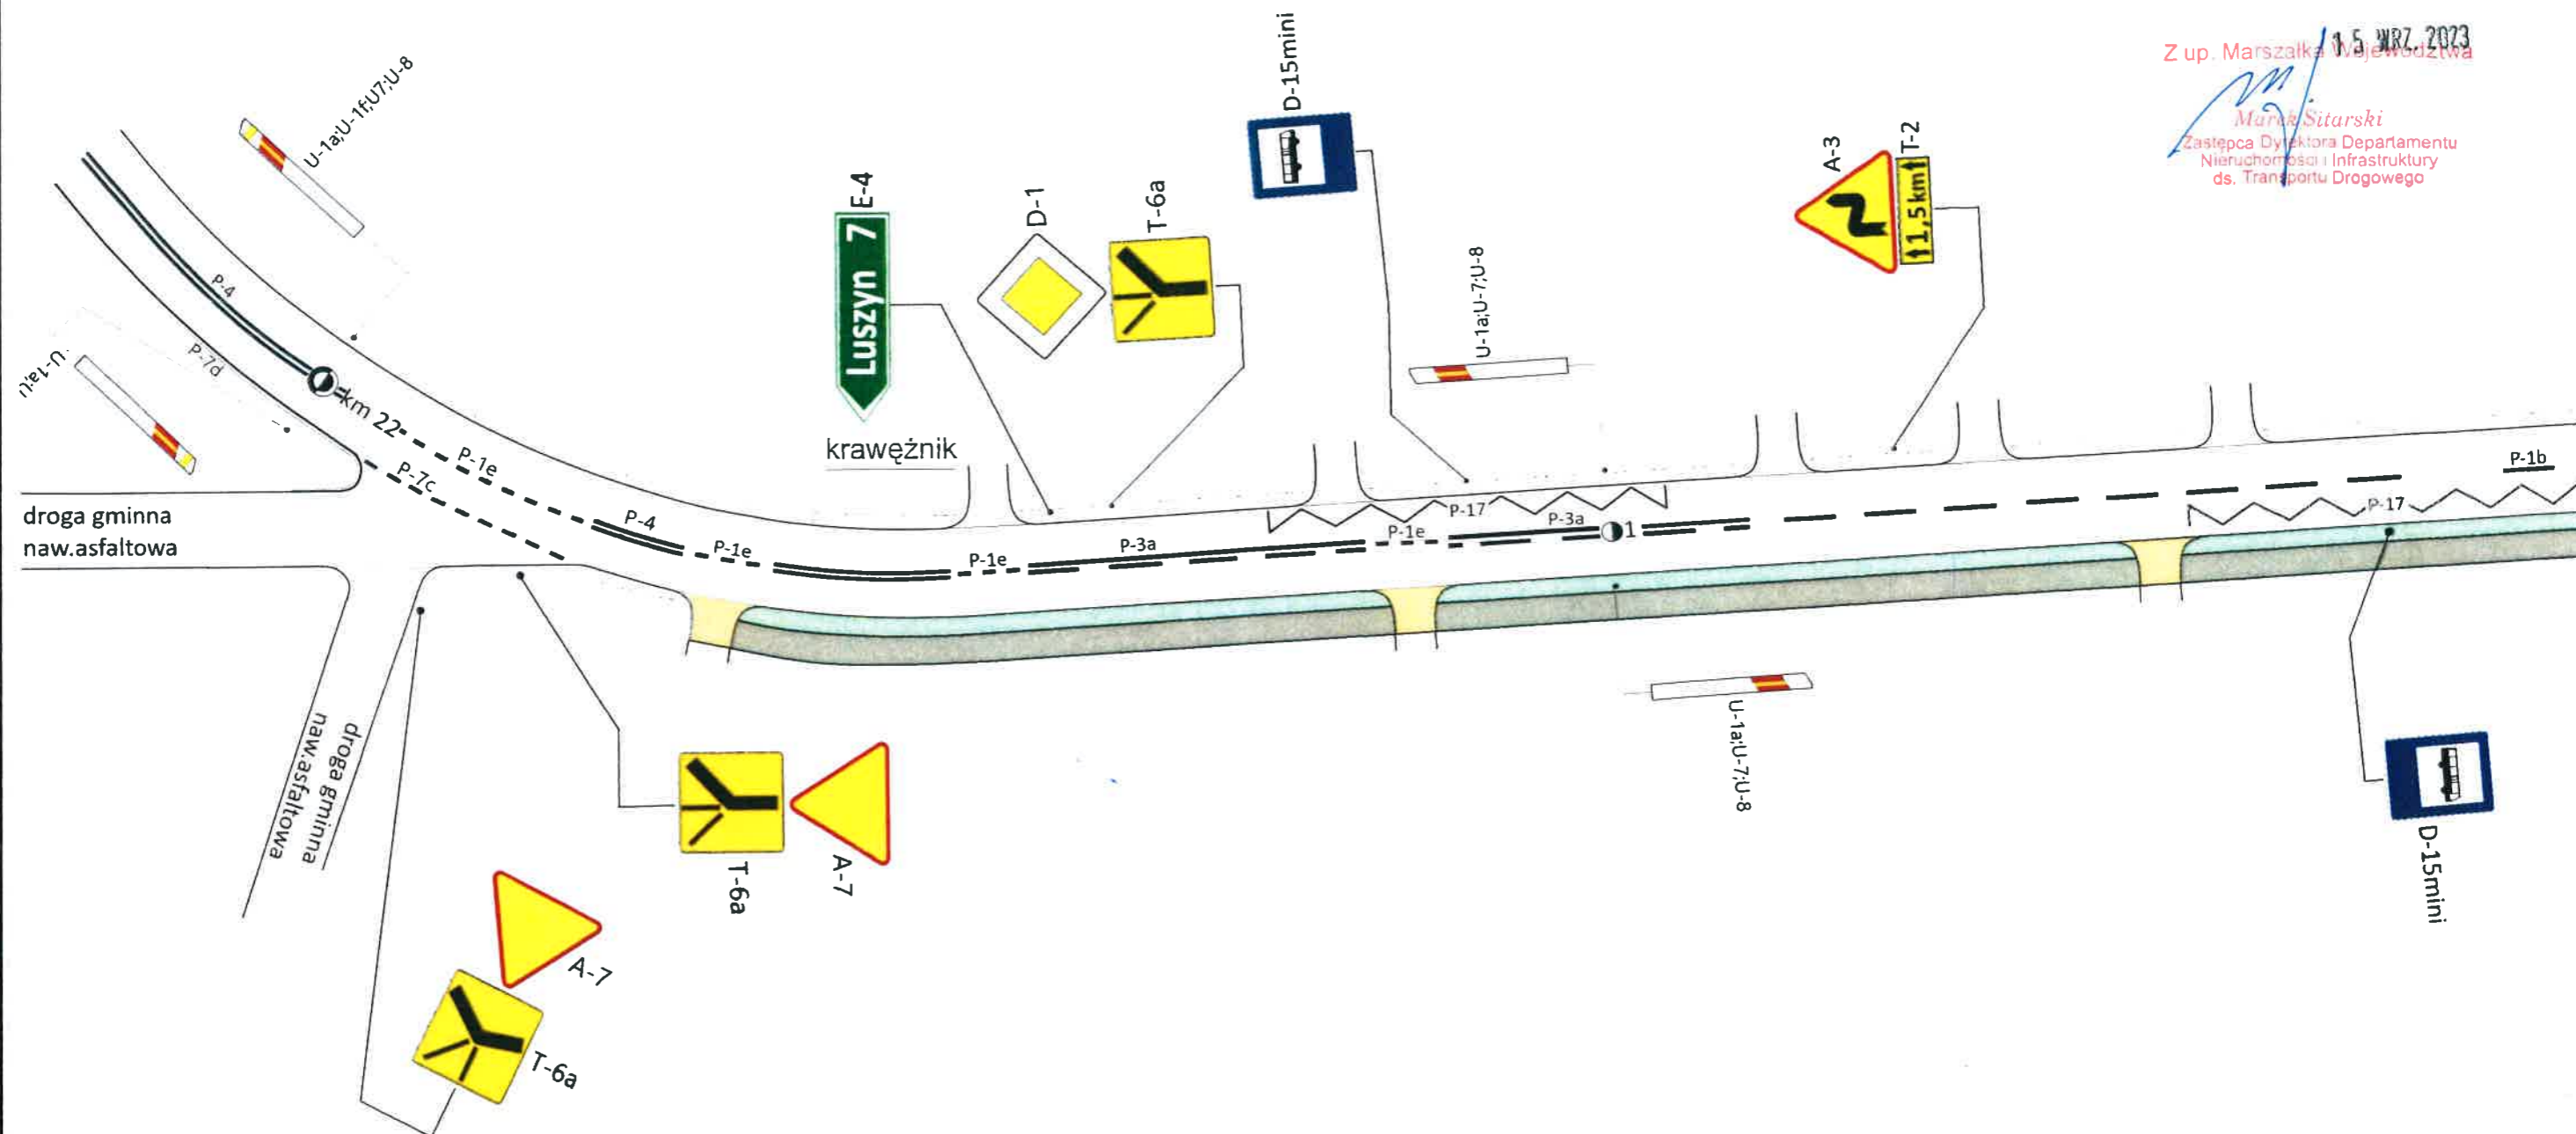 15 WRZ. 2023
Z up. Marszałka Województwa
Marek Sitarski
Zastępca Dyrektora Departamentu
Nieruchomości i Infrastruktury
ds. Transportu Drogowego
U-1a;U-1f;U7;U-8
P-4
P-7d
U-1a;U
km 22
P-1e
P-7c
P-4
P-1e
droga gminna
naw.asfaltowa
droga gminna
naw.asfaltowa
krawężnik
Luszyn 7
E-4
D-1
T-6a
D-15mini
U-1a;U-7;U-8
A-3
T-2
1,5km
P-1e
P-3a
P-17
P-1e
P-3a
1
P-1b
P-17
T-6a
A-7
A-7
T-6a
U-1a;U-7;U-8
D-15mini